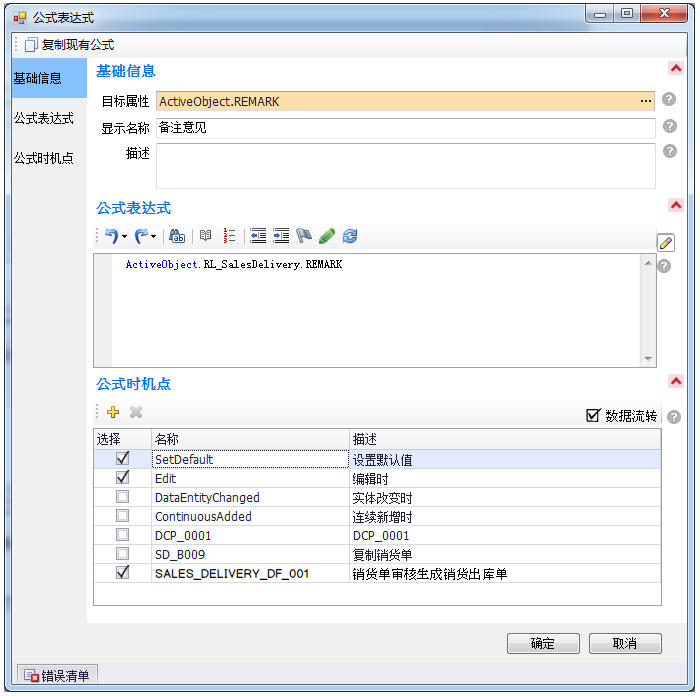 公式表达式
复制现有公式
基础信息
公式表达式
公式时机点
基础信息
目标属性 ActiveObject.REMARK ...
显示名称 备注意见
描述
公式表达式
ActiveObject.RL_SalesDelivery.REMARK
公式时机点
数据流转
选择 名称 描述
SetDefault 设置默认值
Edit 编辑时
DataEntityChanged 实体改变时
ContinuousAdded 连续新增时
DCP_0001 DCP_0001
SD_B009 复制销货单
SALES_DELIVERY_DF_001 销货单审核生成销货出库单
确定 取消
错误清单